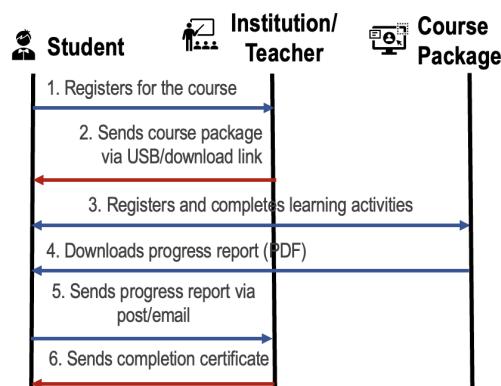 Student
Institution/
Teacher
Course
Package
1. Registers for the course
2. Sends course package
via USB/download link
3. Registers and completes learning activities
4. Downloads progress report (PDF)
5. Sends progress report via
post/email
6. Sends completion certificate